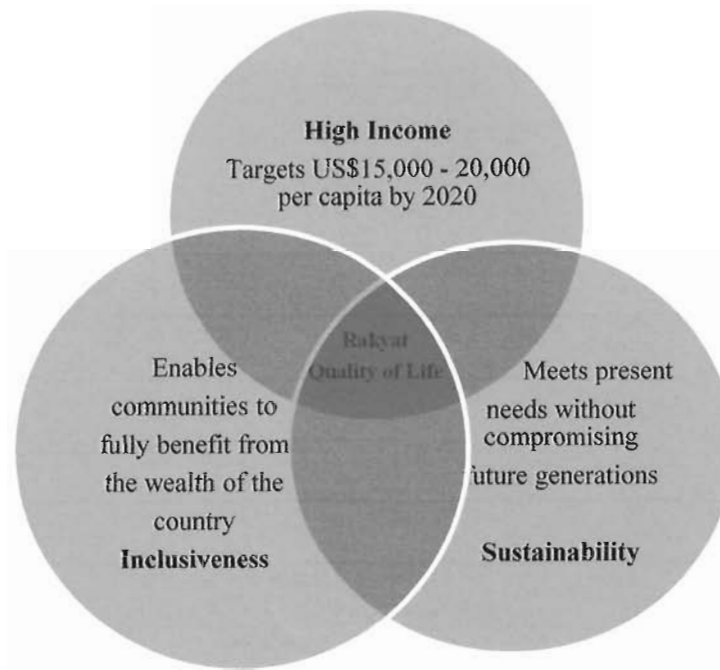 High Income
Targets US$15,000 - 20,000
per capita by 2020
Rakyat
Quality of Life
Enables
communities to
fully benefit from
the wealth of the
country
Inclusiveness
Meets present
needs without
compromising
uture generations
Sustainability